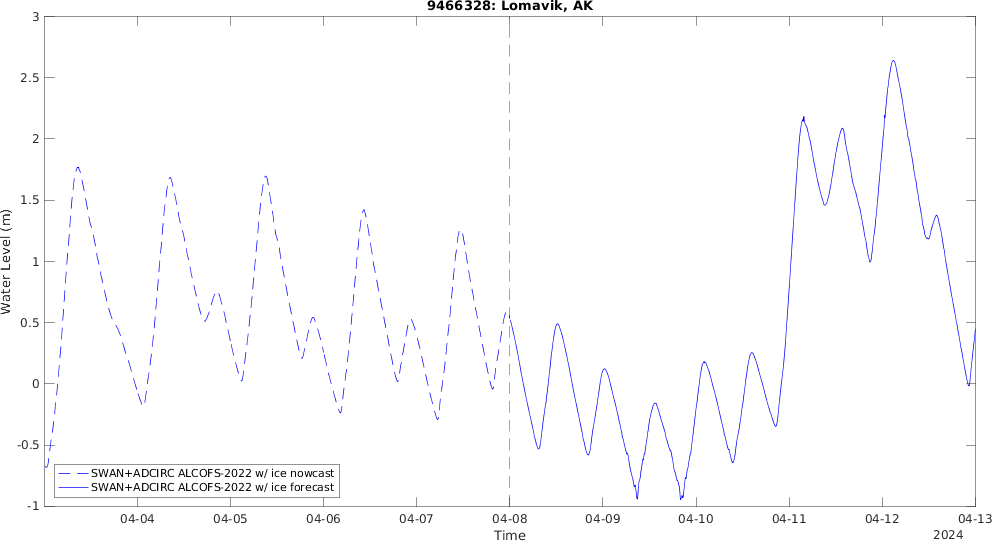 9466328: Lomavik, AK
3
2.5
2
1.5
1
0.5
0
-0.5
-1
Water Level (m)
SWAN+ADCIRC ALCOFS-2022 w/ ice nowcast
SWAN+ADCIRC ALCOFS-2022 w/ ice forecast
04-04 04-05 04-06 04-07 04-08 04-09 04-10 04-11 04-12 04-13
Time
2024